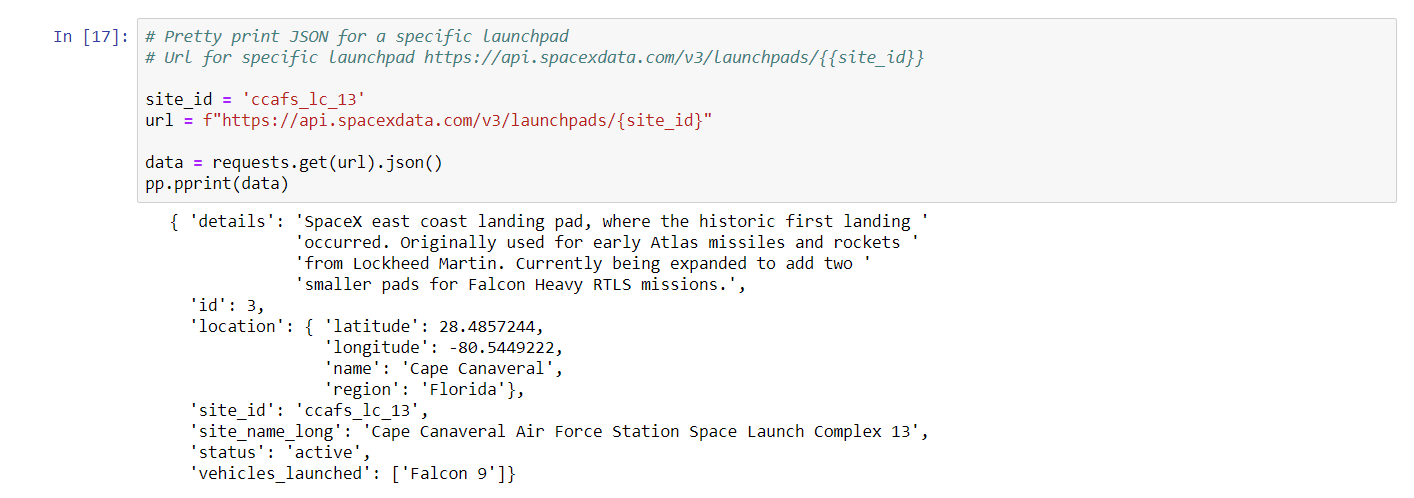 In [17]: # Pretty print JSON for a specific launchpad
# Url for specific launchpad https://api.spacexdata.com/v3/launchpads/{{site_id}}
site_id = 'ccafs_lc_13'
url = f"https://api.spacexdata.com/v3/launchpads/{site_id}"
data = requests.get(url).json()
pp.pprint(data)
{ 'details': 'SpaceX east coast landing pad, where the historic first landing '
'occurred. Originally used for early Atlas missiles and rockets '
'from Lockheed Martin. Currently being expanded to add two '
'smaller pads for Falcon Heavy RTLS missions.',
'id': 3,
'location': { 'latitude': 28.4857244,
'longitude': -80.5449222,
'name': 'Cape Canaveral',
'region': 'Florida'},
'site_id': 'ccafs_lc_13',
'site_name_long': 'Cape Canaveral Air Force Station Space Launch Complex 13',
'status': 'active',
'vehicles_launched': ['Falcon 9']}